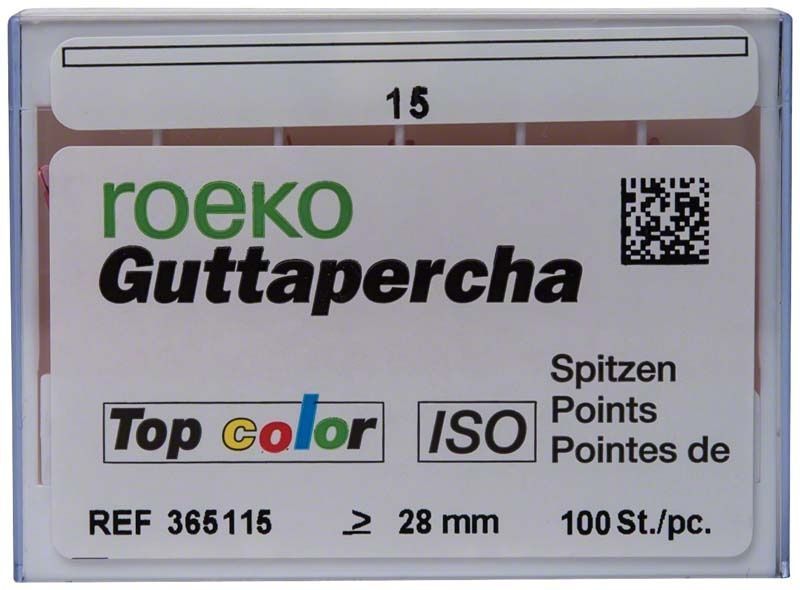 15
roeko
Guttapercha
Top color
ISO
Spitzen
Points
Pointes de
REF 365115 ≥ 28 mm 100 St./pc.